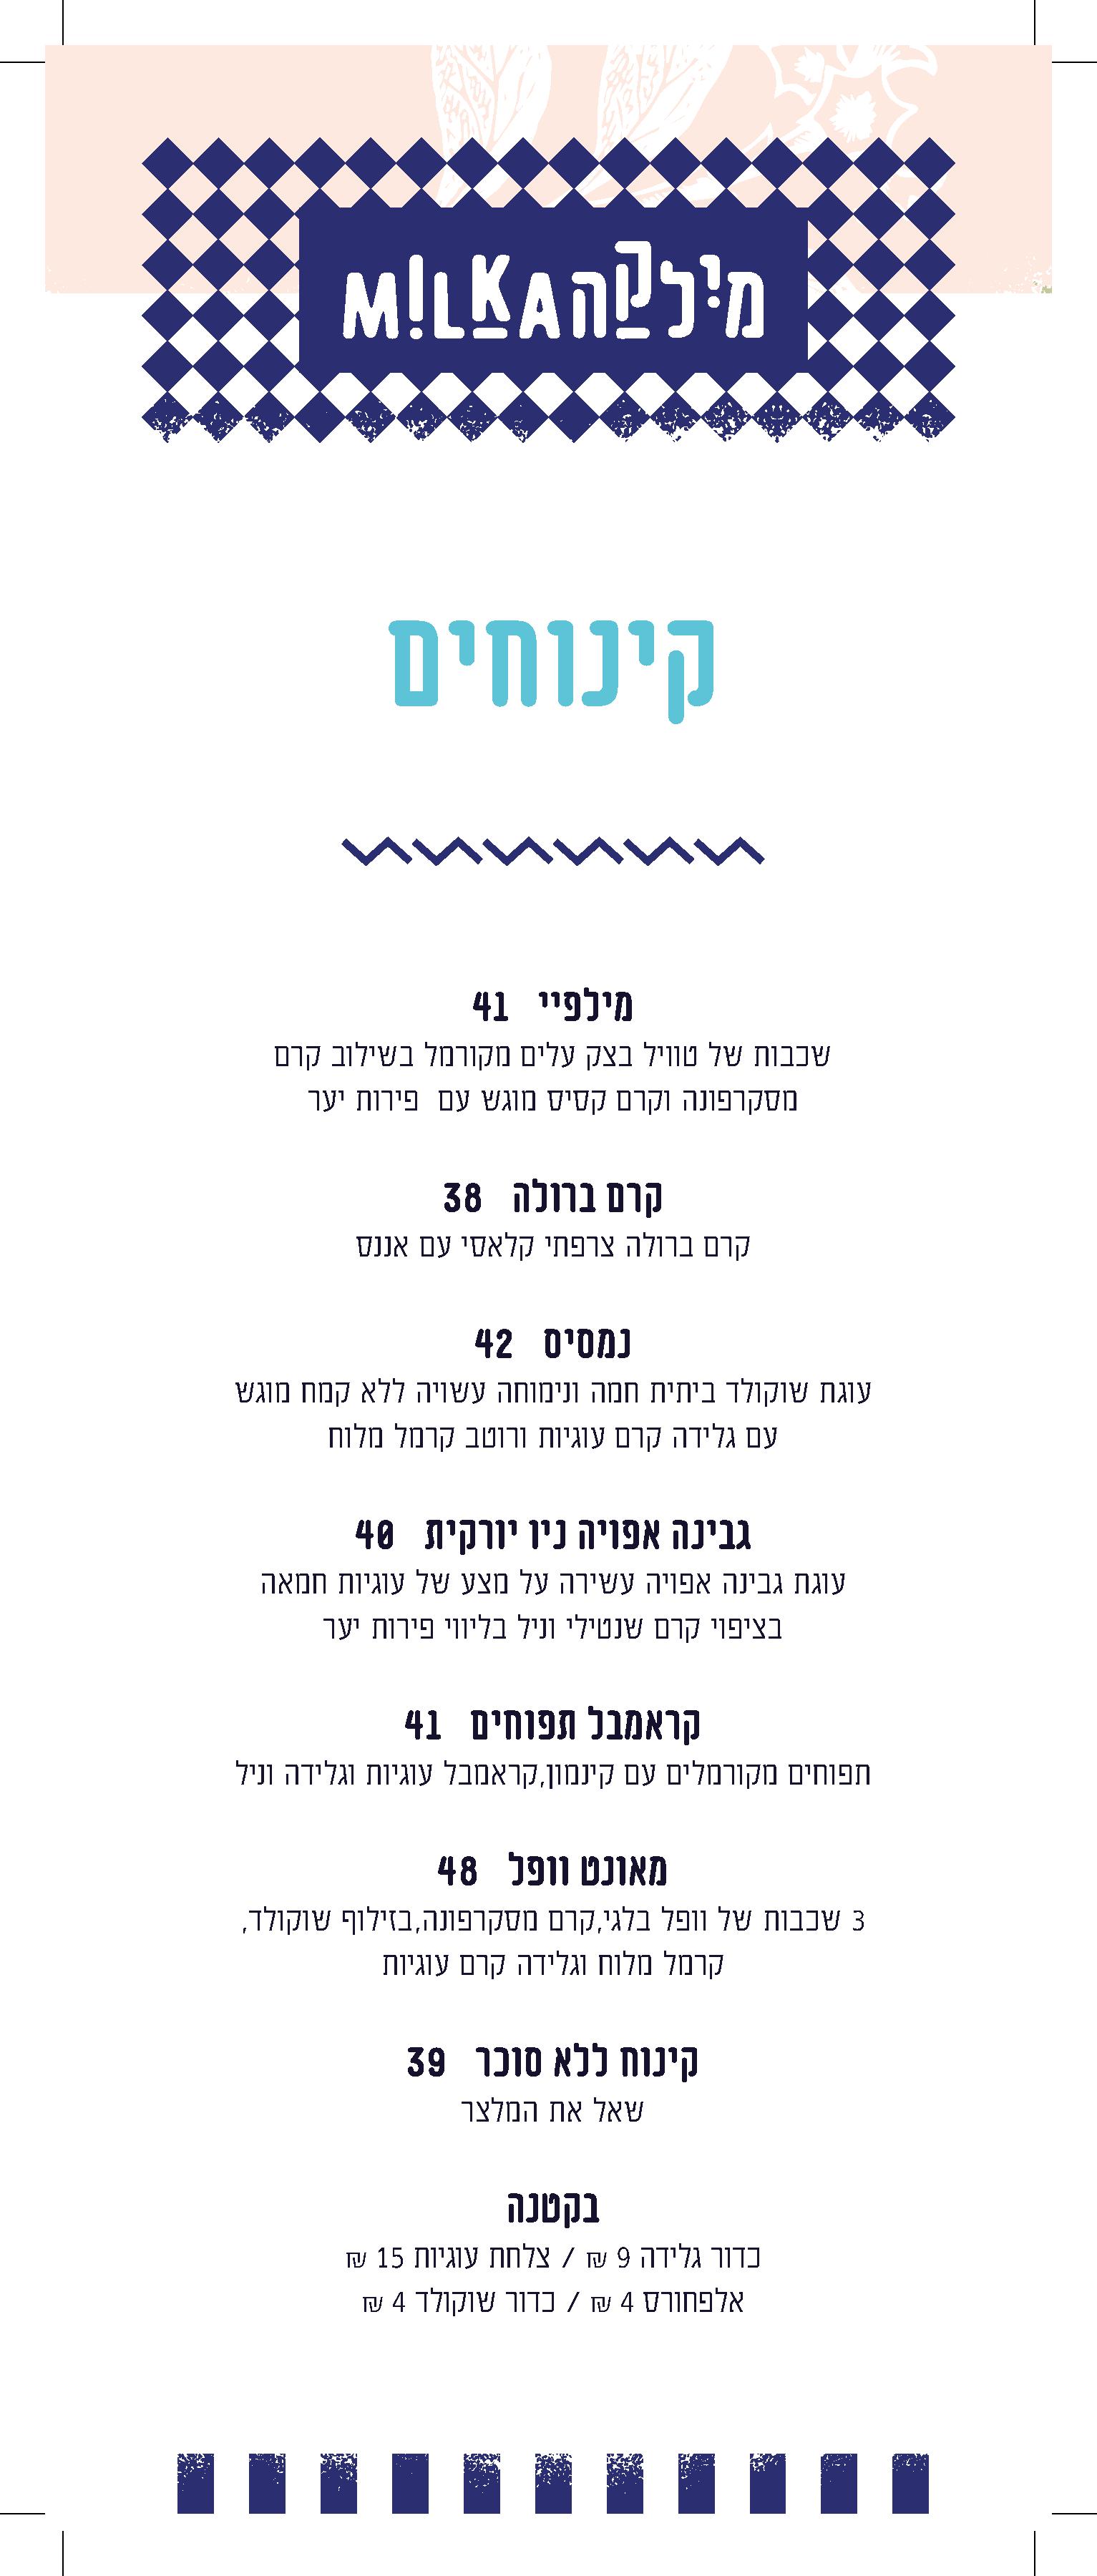 מילקה MILKA
קינוחים
מילפיי 41
שכבות של טוויל בצק עלים מקורמל בשילוב קרם
מסקרפונה וקרם קסיס מוגש עם פירות יער
קרם ברולה 38
קרם ברולה צרפתי קלאסי עם אננס
נמסיס 42
עוגת שוקולד ביתית חמה ונימוחה עשויה ללא קמח מוגש
עם גלידה קרם עוגיות ורוטב קרמל מלוח
גבינה אפויה ניו יורקית 40
עוגת גבינה אפויה עשירה על מצע של עוגיות חמאה
בציפוי קרם שנטילי וניל בליווי פירות יער
קראמבל תפוחים 41
תפוחים מקורמלים עם קינמון,קראמבל עוגיות וגלידה וניל
מאונט וופל 48
3 שכבות של וופל בלגי,קרם מסקרפונה,בזילוף שוקולד,
קרמל מלוח וגלידה קרם עוגיות
קינוח ללא סוכר 39
שאל את המלצר
בקטנה
כדור גלידה 9 ₪ / צלחת עוגיות 15 ₪
אלפחורס 4 ₪ / כדור שוקולד 4 ₪